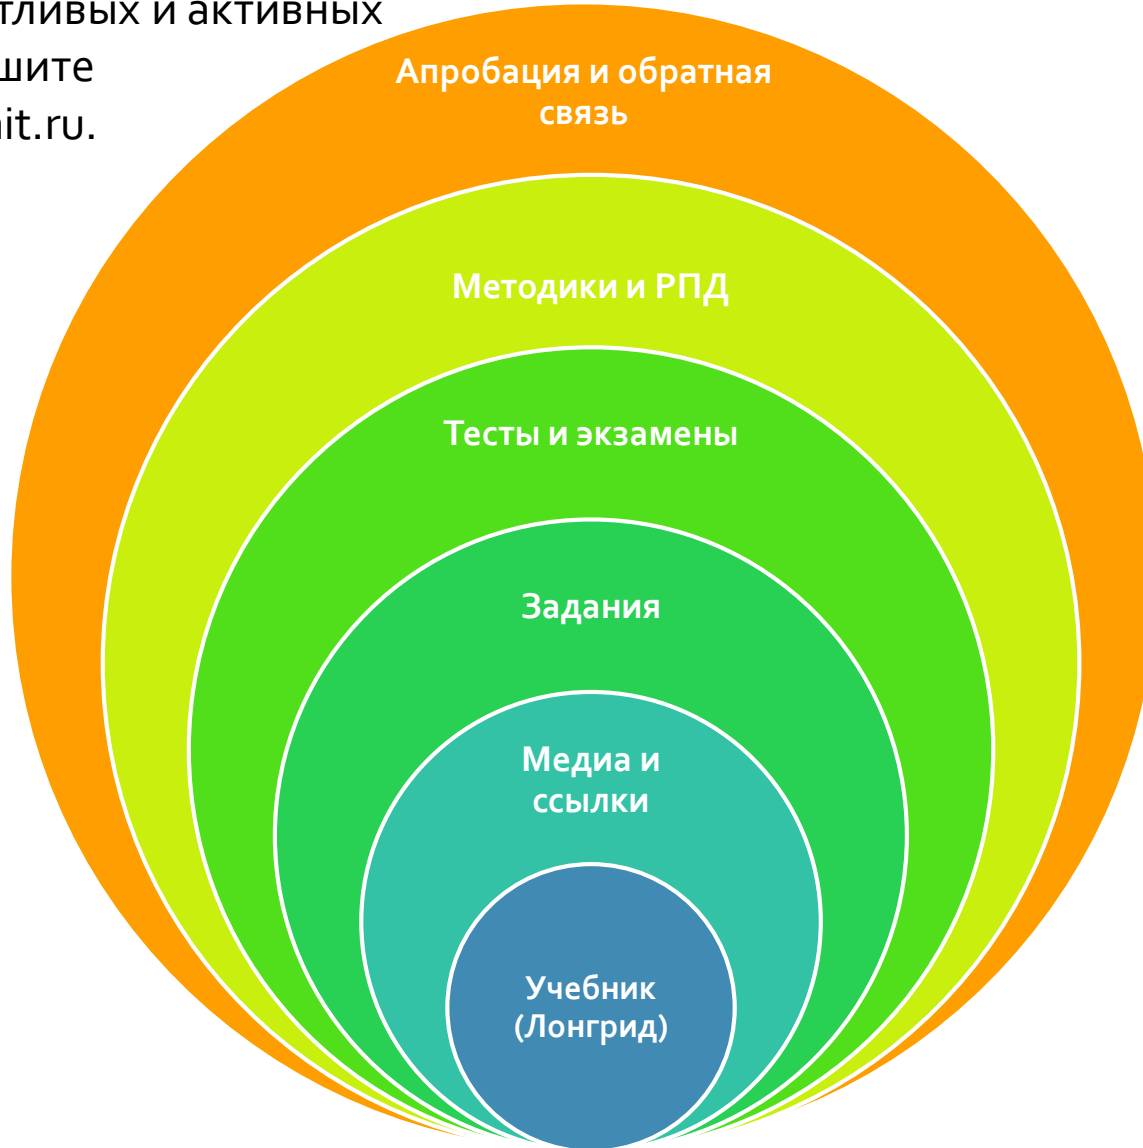 тливых и активных
шите
it.ru.
Апробация и обратная
связь
Методики и РПД
Тесты и экзамены
Задания
Медиа и
ссылки
Учебник
(Лонгрид)